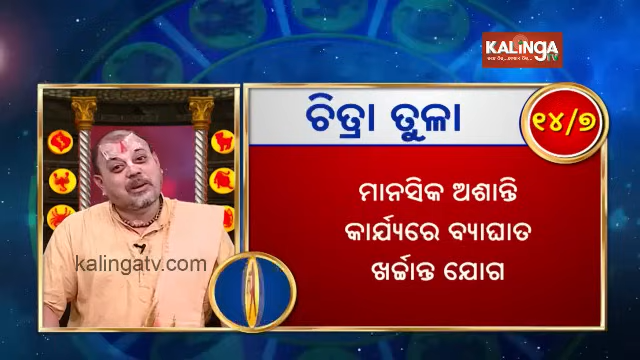 KALINGA
TV
ଚିତ୍ରା ତୁଳା
୧୪/୭
ମାନସିକ ଅଶାନ୍ତି
କାର୍ଯ୍ୟରେ ବ୍ୟାଘାତ
ଖର୍ଚ୍ଚାନ୍ତ ଯୋଗ
kalingatv.com